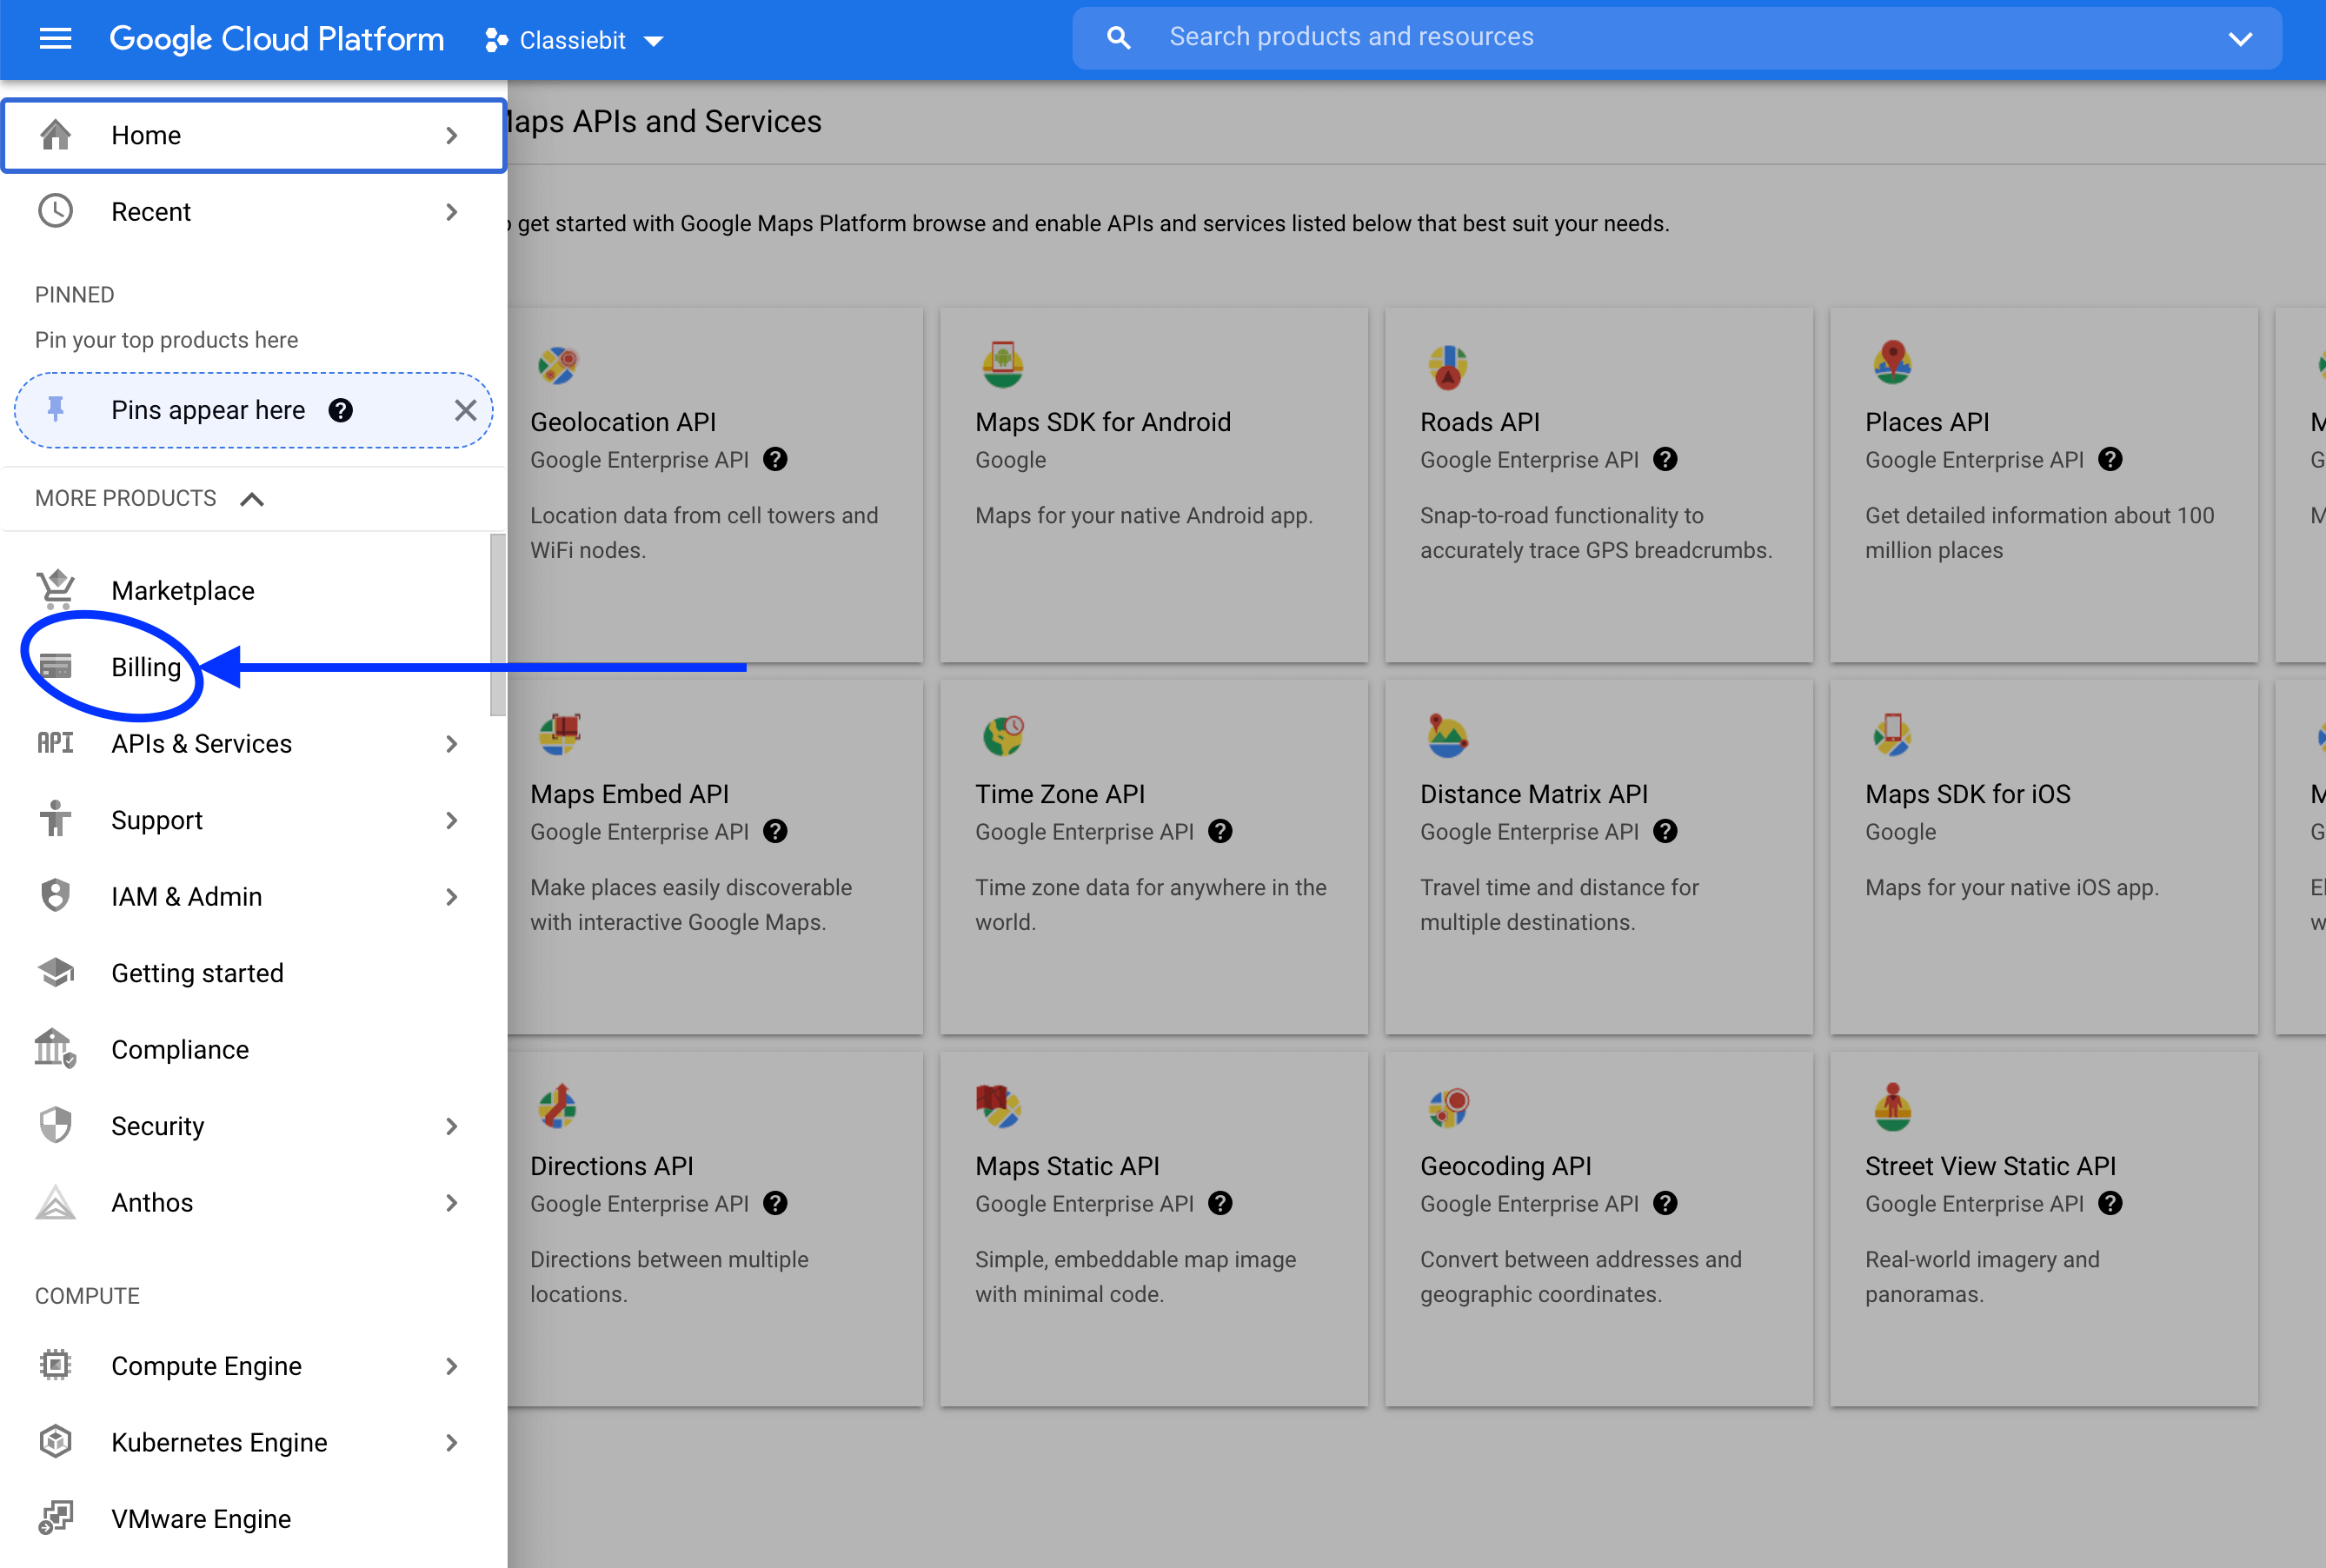 Google Cloud Platform
Classiebit
Search products and resources
Home
Recent
PINNED
Pin your top products here
Pins appear here
MORE PRODUCTS
Marketplace
Billing
API APIs & Services
Support
IAM & Admin
Getting started
Compliance
Security
Anthos
COMPUTE
Compute Engine
Kubernetes Engine
VMware Engine
Maps APIs and Services
get started with Google Maps Platform browse and enable APIs and services listed below that best suit your needs.
Geolocation API
Google Enterprise API
Location data from cell towers and
WiFi nodes.
Maps SDK for Android
Google
Maps for your native Android app.
Roads API
Google Enterprise API
Snap-to-road functionality to
accurately trace GPS breadcrumbs.
Places API
Google Enterprise API
Get detailed information about 100
million places
Maps Embed API
Google Enterprise API
Make places easily discoverable
with interactive Google Maps.
Time Zone API
Google Enterprise API
Time zone data for anywhere in the
world.
Distance Matrix API
Google Enterprise API
Travel time and distance for
multiple destinations.
Maps SDK for iOS
Google
Maps for your native iOS app.
Directions API
Google Enterprise API
Directions between multiple
locations.
Maps Static API
Google Enterprise API
Simple, embeddable map image
with minimal code.
Geocoding API
Google Enterprise API
Convert between addresses and
geographic coordinates.
Street View Static API
Google Enterprise API
Real-world imagery and
panoramas.